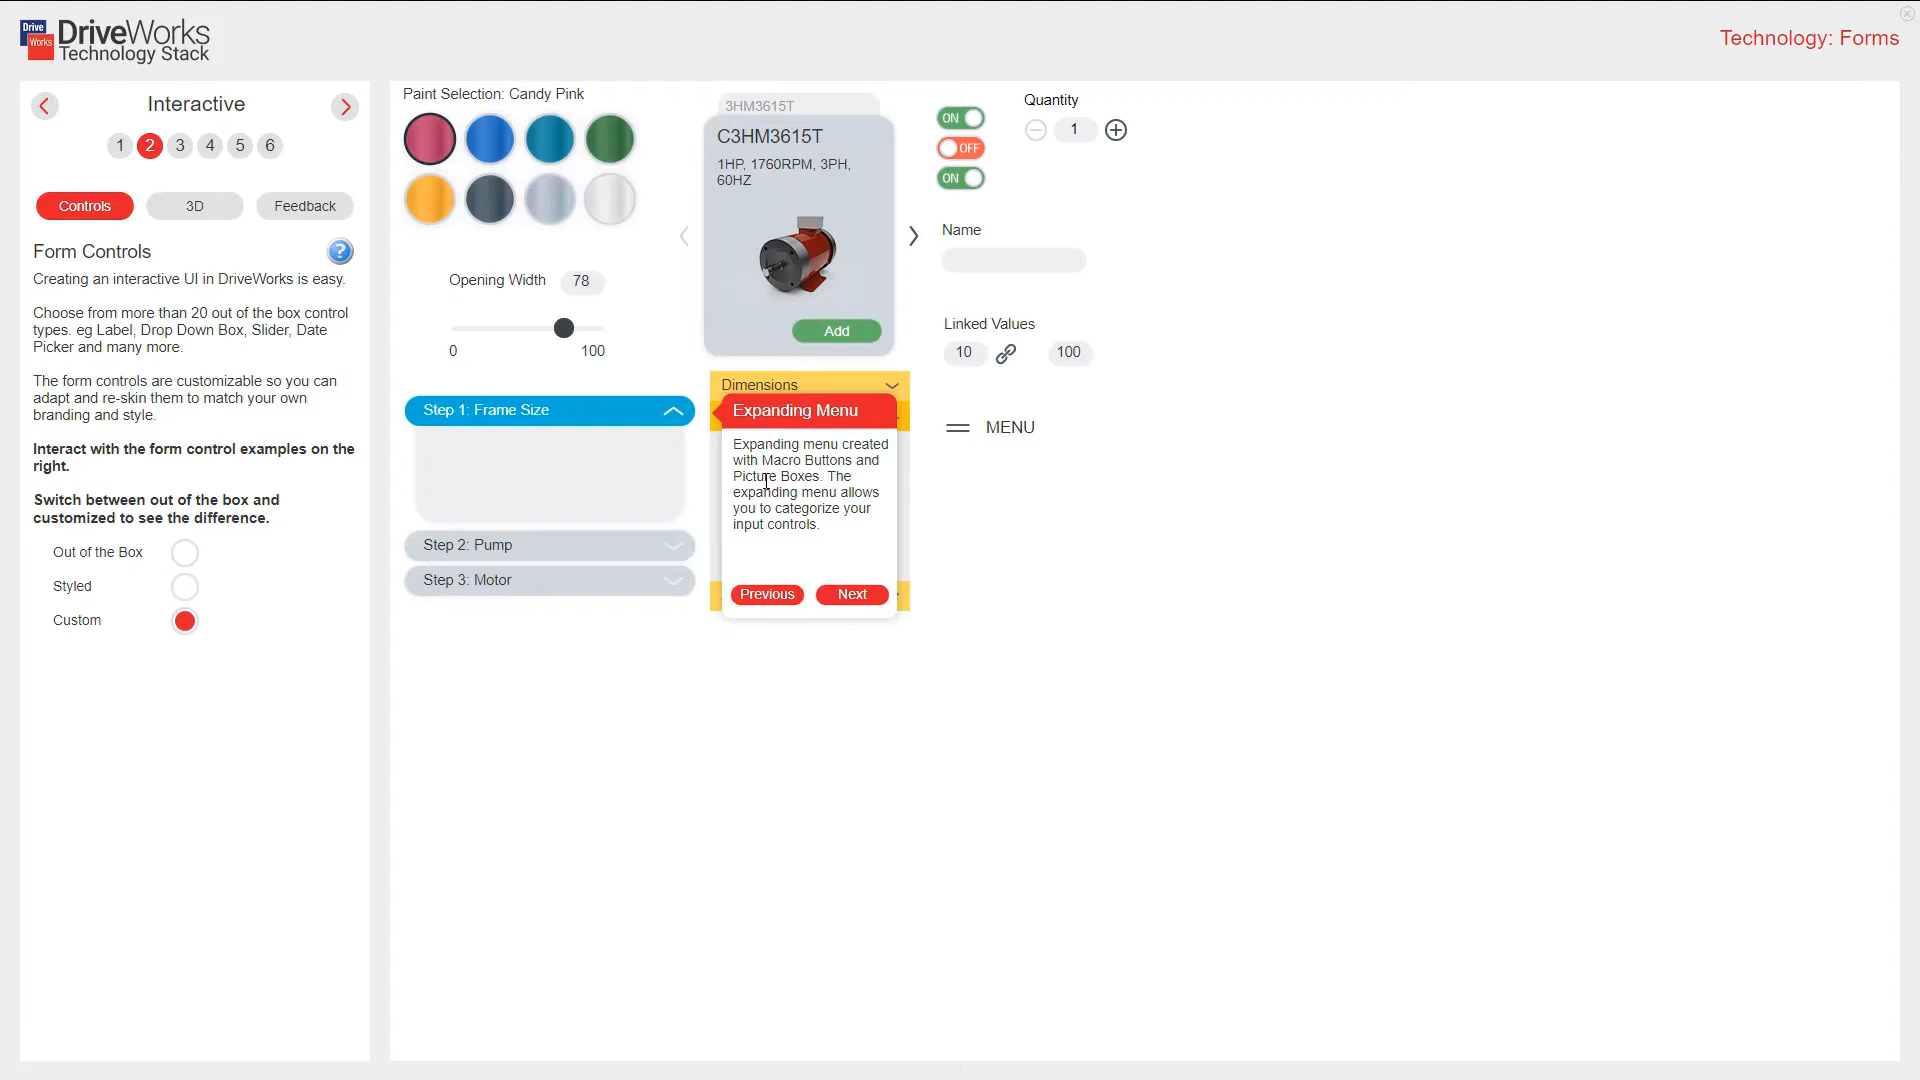 Drive
Works
DriveWorks
Technology Stack
Technology: Forms
Interactive
1 2 3 4 5 6
Controls 3D Feedback
Form Controls
?
Creating an interactive UI in DriveWorks is easy.
Choose from more than 20 out of the box control
types. eg Label, Drop Down Box, Slider, Date
Picker and many more.
The form controls are customizable so you can
adapt and re-skin them to match your own
branding and style.
Interact with the form control examples on the
right.
Switch between out of the box and
customized to see the difference.
Out of the Box
Styled
Custom
Paint Selection: Candy Pink
Opening Width 78
0 100
Step 1: Frame Size
Step 2: Pump
Step 3: Motor
3HM3615T
C3HM3615T
1HP, 1760RPM, 3PH,
60HZ
Add
Dimensions
Expanding Menu
Expanding menu created
with Macro Buttons and
Picture Boxes. The
expanding menu allows
you to categorize your
input controls.
Previous Next
ON
OFF
ON
Quantity
1
Name
Linked Values
10 100
MENU